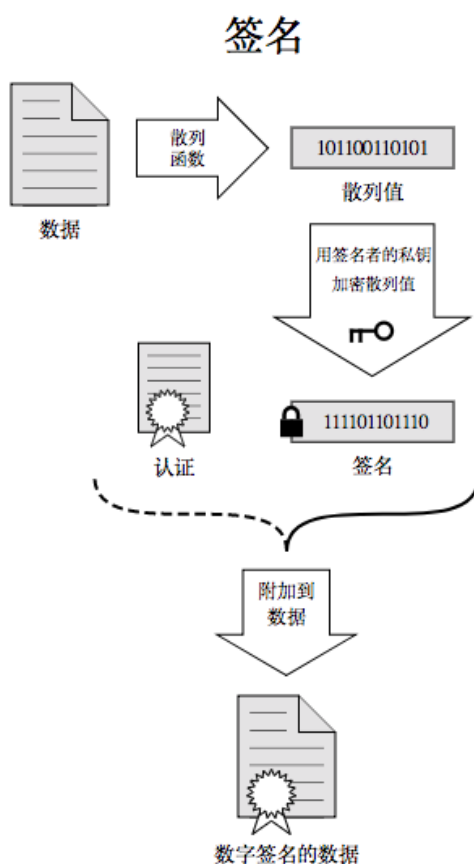 签名
散列
函数
101100110101
散列值
数据
用签名者的私钥
加密散列值
111101101110
认证
签名
附加到
数据
数字签名的数据